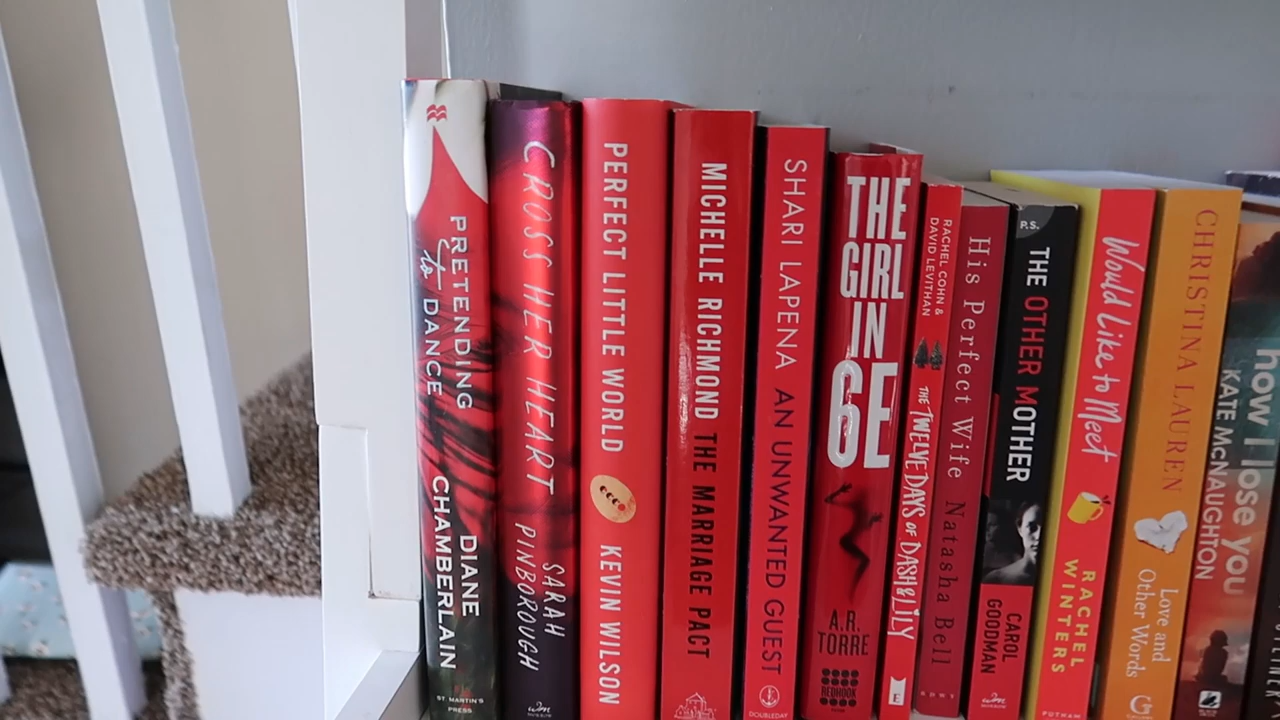 PRETENDING
to DANCE
DIANE
CHAMBERLAIN
ST. MARTIN'S
PRESS
CROSS HER HEART
SARAH
PINBOROUGH
wm
PERFECT LITTLE WORLD
KEVIN WILSON
MICHELLE RICHMOND THE MARRIAGE PACT
SHARI LAPENA AN UNWANTED GUEST
DOUBLEDAY
THE
GIRL
IN
6E
A.R.
TORRE
REDHOOK
RACHEL COHN &
DAVID LEVITHAN
THE TWELVE DAYS OF DASH & LILY
His Perfect Wife Natasha Bell
P.S.
THE OTHER MOTHER
CAROL
GOODMAN
wm
Would Like to Meet
RACHEL
WINTERS
PUTNAM
CHRISTINA LAUREN
Love and
Other Words
G
how I lose you
KATE McNAUGHTON